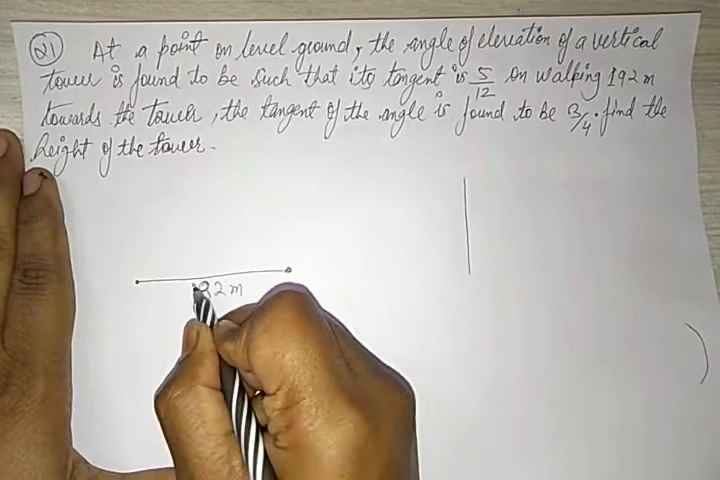 Q1 At a point on level ground, the angle of elevation of a vertical
tower is found to be such that its tangent is 5/12 on walking 192 m
towards the tower, the tangent of the angle is found to be 3/4. find the
height of the tower.
192 m